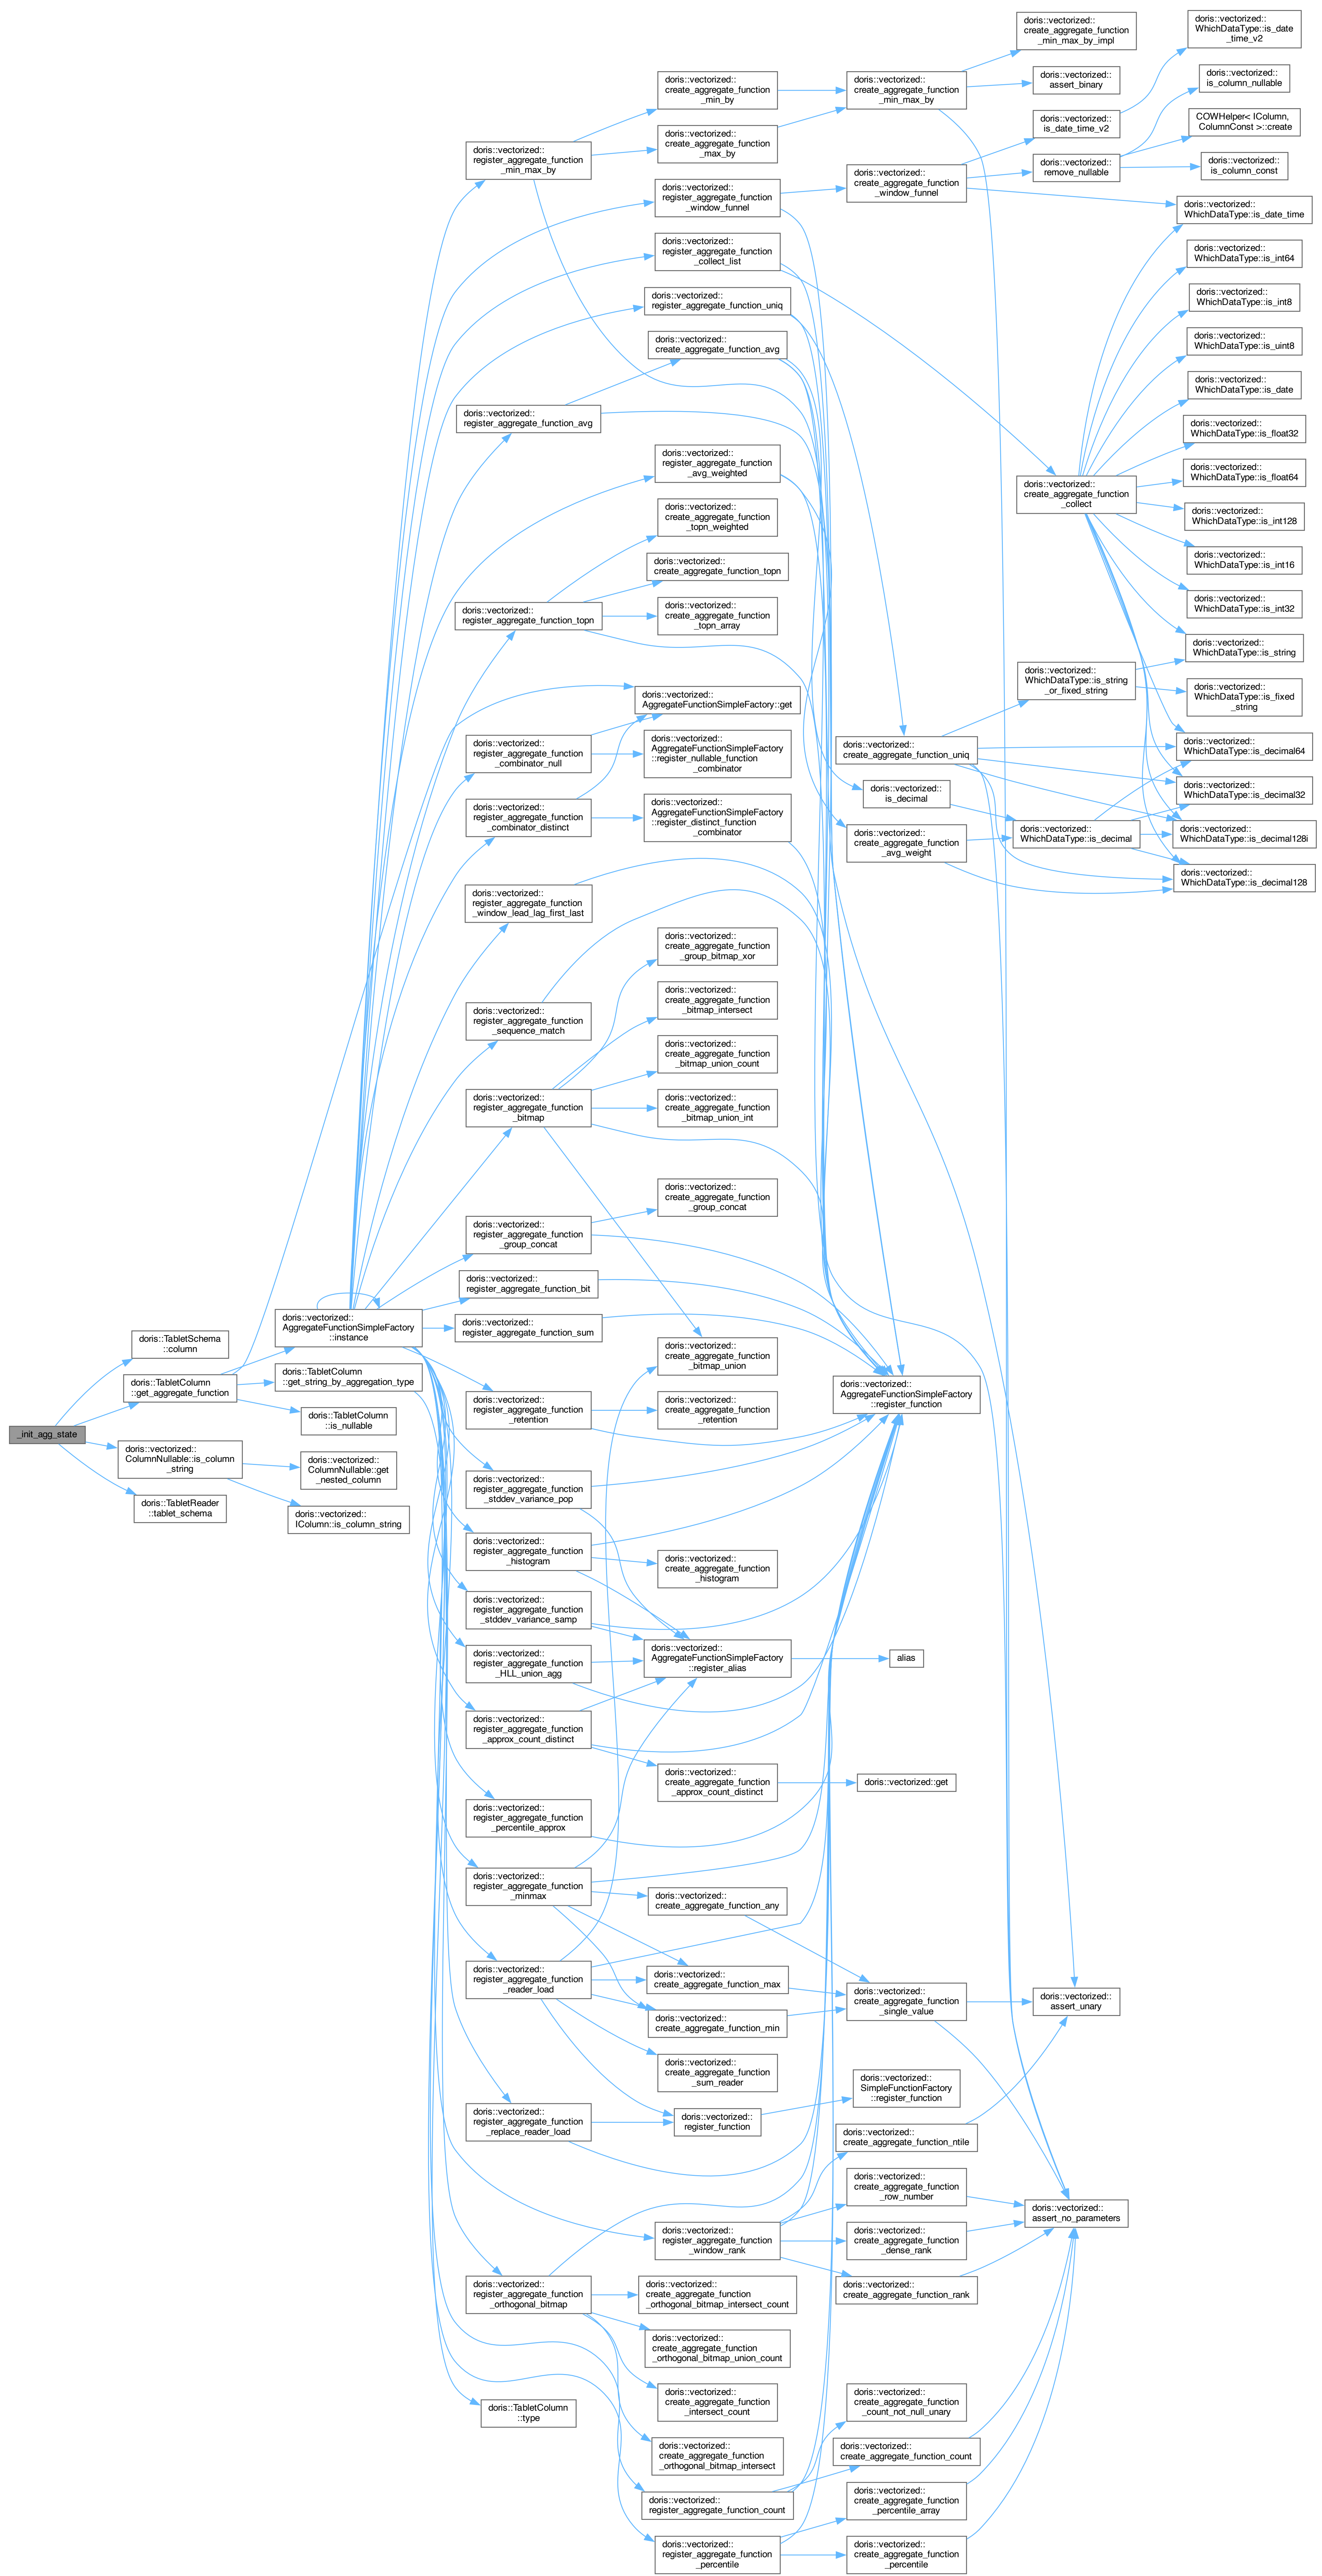 _init_agg_state
doris::TabletSchema
::column
doris::TabletColumn
::get_aggregate_function
doris::vectorized::
ColumnNullable::is_column
_string
doris::TabletReader
::tablet_schema
doris::vectorized::
AggregateFunctionSimpleFactory
::instance
doris::TabletColumn
::get_string_by_aggregation_type
doris::TabletColumn
::is_nullable
doris::vectorized::
ColumnNullable::get
_nested_column
doris::vectorized::
IColumn::is_column_string
doris::vectorized::
register_aggregate_function
_min_max_by
doris::vectorized::
register_aggregate_function_avg
doris::vectorized::
register_aggregate_function_topn
doris::vectorized::
register_aggregate_function
_combinator_null
doris::vectorized::
register_aggregate_function
_combinator_distinct
doris::vectorized::
register_aggregate_function
_window_lead_lag_first_last
doris::vectorized::
register_aggregate_function
_sequence_match
doris::vectorized::
register_aggregate_function
_bitmap
doris::vectorized::
register_aggregate_function
_group_concat
doris::vectorized::
register_aggregate_function_bit
doris::vectorized::
register_aggregate_function_sum
doris::vectorized::
register_aggregate_function
_retention
doris::vectorized::
register_aggregate_function
_stddev_variance_pop
doris::vectorized::
register_aggregate_function
_histogram
doris::vectorized::
register_aggregate_function
_stddev_variance_samp
doris::vectorized::
register_aggregate_function
_HLL_union_agg
doris::vectorized::
register_aggregate_function
_approx_count_distinct
doris::vectorized::
register_aggregate_function
_percentile_approx
doris::vectorized::
register_aggregate_function
_minmax
doris::vectorized::
register_aggregate_function
_reader_load
doris::vectorized::
register_aggregate_function
_replace_reader_load
doris::vectorized::
register_aggregate_function
_orthogonal_bitmap
doris::TabletColumn
::type
doris::vectorized::
create_aggregate_function
_min_by
doris::vectorized::
create_aggregate_function
_max_by
doris::vectorized::
register_aggregate_function
_window_funnel
doris::vectorized::
register_aggregate_function
_collect_list
doris::vectorized::
register_aggregate_function_uniq
doris::vectorized::
create_aggregate_function_avg
doris::vectorized::
register_aggregate_function
_avg_weighted
doris::vectorized::
create_aggregate_function
_topn_weighted
doris::vectorized::
create_aggregate_function_topn
doris::vectorized::
create_aggregate_function
_topn_array
doris::vectorized::
AggregateFunctionSimpleFactory::get
doris::vectorized::
AggregateFunctionSimpleFactory
::register_nullable_function
_combinator
doris::vectorized::
AggregateFunctionSimpleFactory
::register_distinct_function
_combinator
doris::vectorized::
create_aggregate_function
_group_bitmap_xor
doris::vectorized::
create_aggregate_function
_bitmap_intersect
doris::vectorized::
create_aggregate_function
_bitmap_union_count
doris::vectorized::
create_aggregate_function
_bitmap_union_int
doris::vectorized::
create_aggregate_function
_group_concat
doris::vectorized::
create_aggregate_function
_bitmap_union
doris::vectorized::
create_aggregate_function
_retention
doris::vectorized::
create_aggregate_function
_histogram
doris::vectorized::
AggregateFunctionSimpleFactory
::register_alias
doris::vectorized::
create_aggregate_function
_approx_count_distinct
doris::vectorized::
create_aggregate_function_any
doris::vectorized::
create_aggregate_function_max
doris::vectorized::
create_aggregate_function_min
doris::vectorized::
create_aggregate_function
_sum_reader
doris::vectorized::
register_function
doris::vectorized::
register_aggregate_function
_window_rank
doris::vectorized::
create_aggregate_function
_orthogonal_bitmap_intersect_count
doris::vectorized::
create_aggregate_function
_orthogonal_bitmap_union_count
doris::vectorized::
create_aggregate_function
_intersect_count
doris::vectorized::
create_aggregate_function
_orthogonal_bitmap_intersect
doris::vectorized::
register_aggregate_function_count
doris::vectorized::
register_aggregate_function
_percentile
doris::vectorized::
create_aggregate_function
_min_max_by
doris::vectorized::
create_aggregate_function
_window_funnel
doris::vectorized::
create_aggregate_function_uniq
doris::vectorized::
is_decimal
doris::vectorized::
create_aggregate_function
_avg_weight
doris::vectorized::
AggregateFunctionSimpleFactory
::register_function
alias
doris::vectorized::get
doris::vectorized::
create_aggregate_function
_single_value
doris::vectorized::
SimpleFunctionFactory
::register_function
doris::vectorized::
create_aggregate_function_ntile
doris::vectorized::
create_aggregate_function
_row_number
doris::vectorized::
create_aggregate_function
_dense_rank
doris::vectorized::
create_aggregate_function_rank
doris::vectorized::
create_aggregate_function
_count_not_null_unary
doris::vectorized::
create_aggregate_function_count
doris::vectorized::
create_aggregate_function
_percentile_array
doris::vectorized::
create_aggregate_function
_percentile
doris::vectorized::
create_aggregate_function
_min_max_by_impl
doris::vectorized::
assert_binary
doris::vectorized::
is_date_time_v2
doris::vectorized::
remove_nullable
doris::vectorized::
create_aggregate_function
_collect
doris::vectorized::
WhichDataType::is_string
_or_fixed_string
doris::vectorized::
WhichDataType::is_decimal
doris::vectorized::
assert_unary
doris::vectorized::
assert_no_parameters
doris::vectorized::
WhichDataType::is_date
_time_v2
doris::vectorized::
is_column_nullable
COWHelper< IColumn,
ColumnConst >::create
doris::vectorized::
is_column_const
doris::vectorized::
WhichDataType::is_date_time
doris::vectorized::
WhichDataType::is_int64
doris::vectorized::
WhichDataType::is_int8
doris::vectorized::
WhichDataType::is_uint8
doris::vectorized::
WhichDataType::is_date
doris::vectorized::
WhichDataType::is_float32
doris::vectorized::
WhichDataType::is_float64
doris::vectorized::
WhichDataType::is_int128
doris::vectorized::
WhichDataType::is_int16
doris::vectorized::
WhichDataType::is_int32
doris::vectorized::
WhichDataType::is_string
doris::vectorized::
WhichDataType::is_fixed
_string
doris::vectorized::
WhichDataType::is_decimal64
doris::vectorized::
WhichDataType::is_decimal32
doris::vectorized::
WhichDataType::is_decimal128i
doris::vectorized::
WhichDataType::is_decimal128